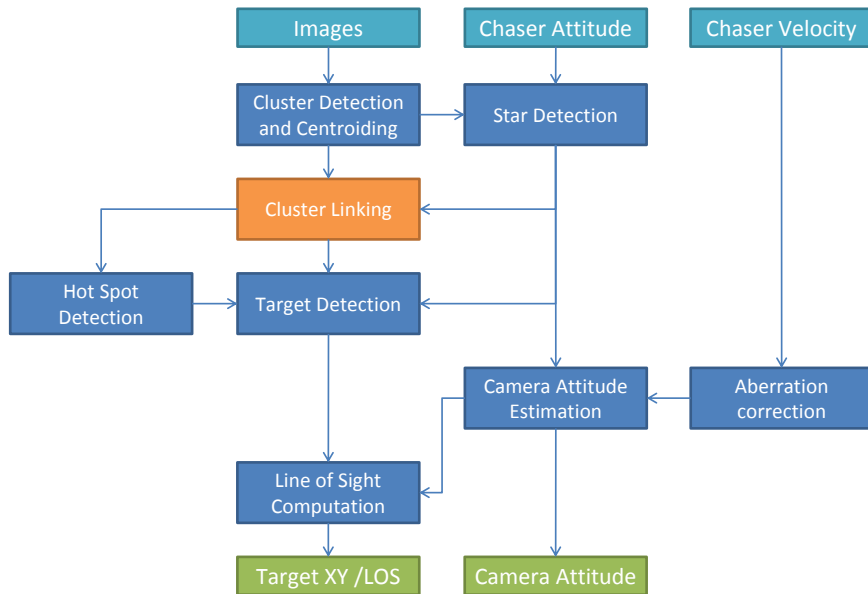 Images
Chaser Attitude
Chaser Velocity
Cluster Detection
and Centroiding
Star Detection
Cluster Linking
Hot Spot
Detection
Target Detection
Camera Attitude
Estimation
Aberration
correction
Line of Sight
Computation
Target XY /LOS
Camera Attitude